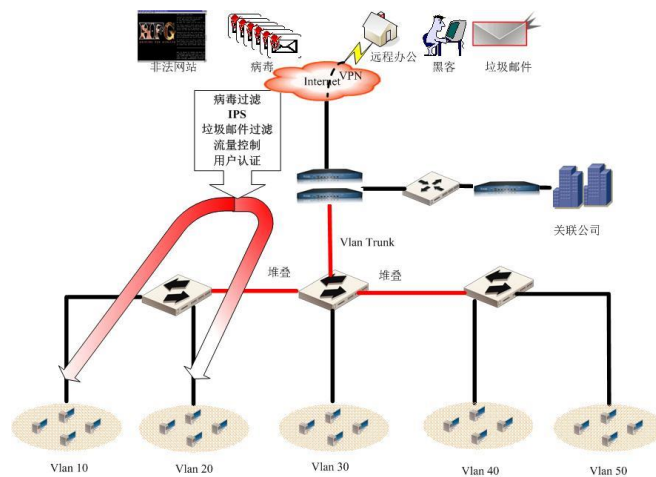 非法网站
病毒
远程办公
黑客
垃圾邮件
Internet
VPN
病毒过滤
IPS
垃圾邮件过滤
流量控制
用户认证
关联公司
Vlan Trunk
堆叠
堆叠
Vlan 10
Vlan 20
Vlan 30
Vlan 40
Vlan 50